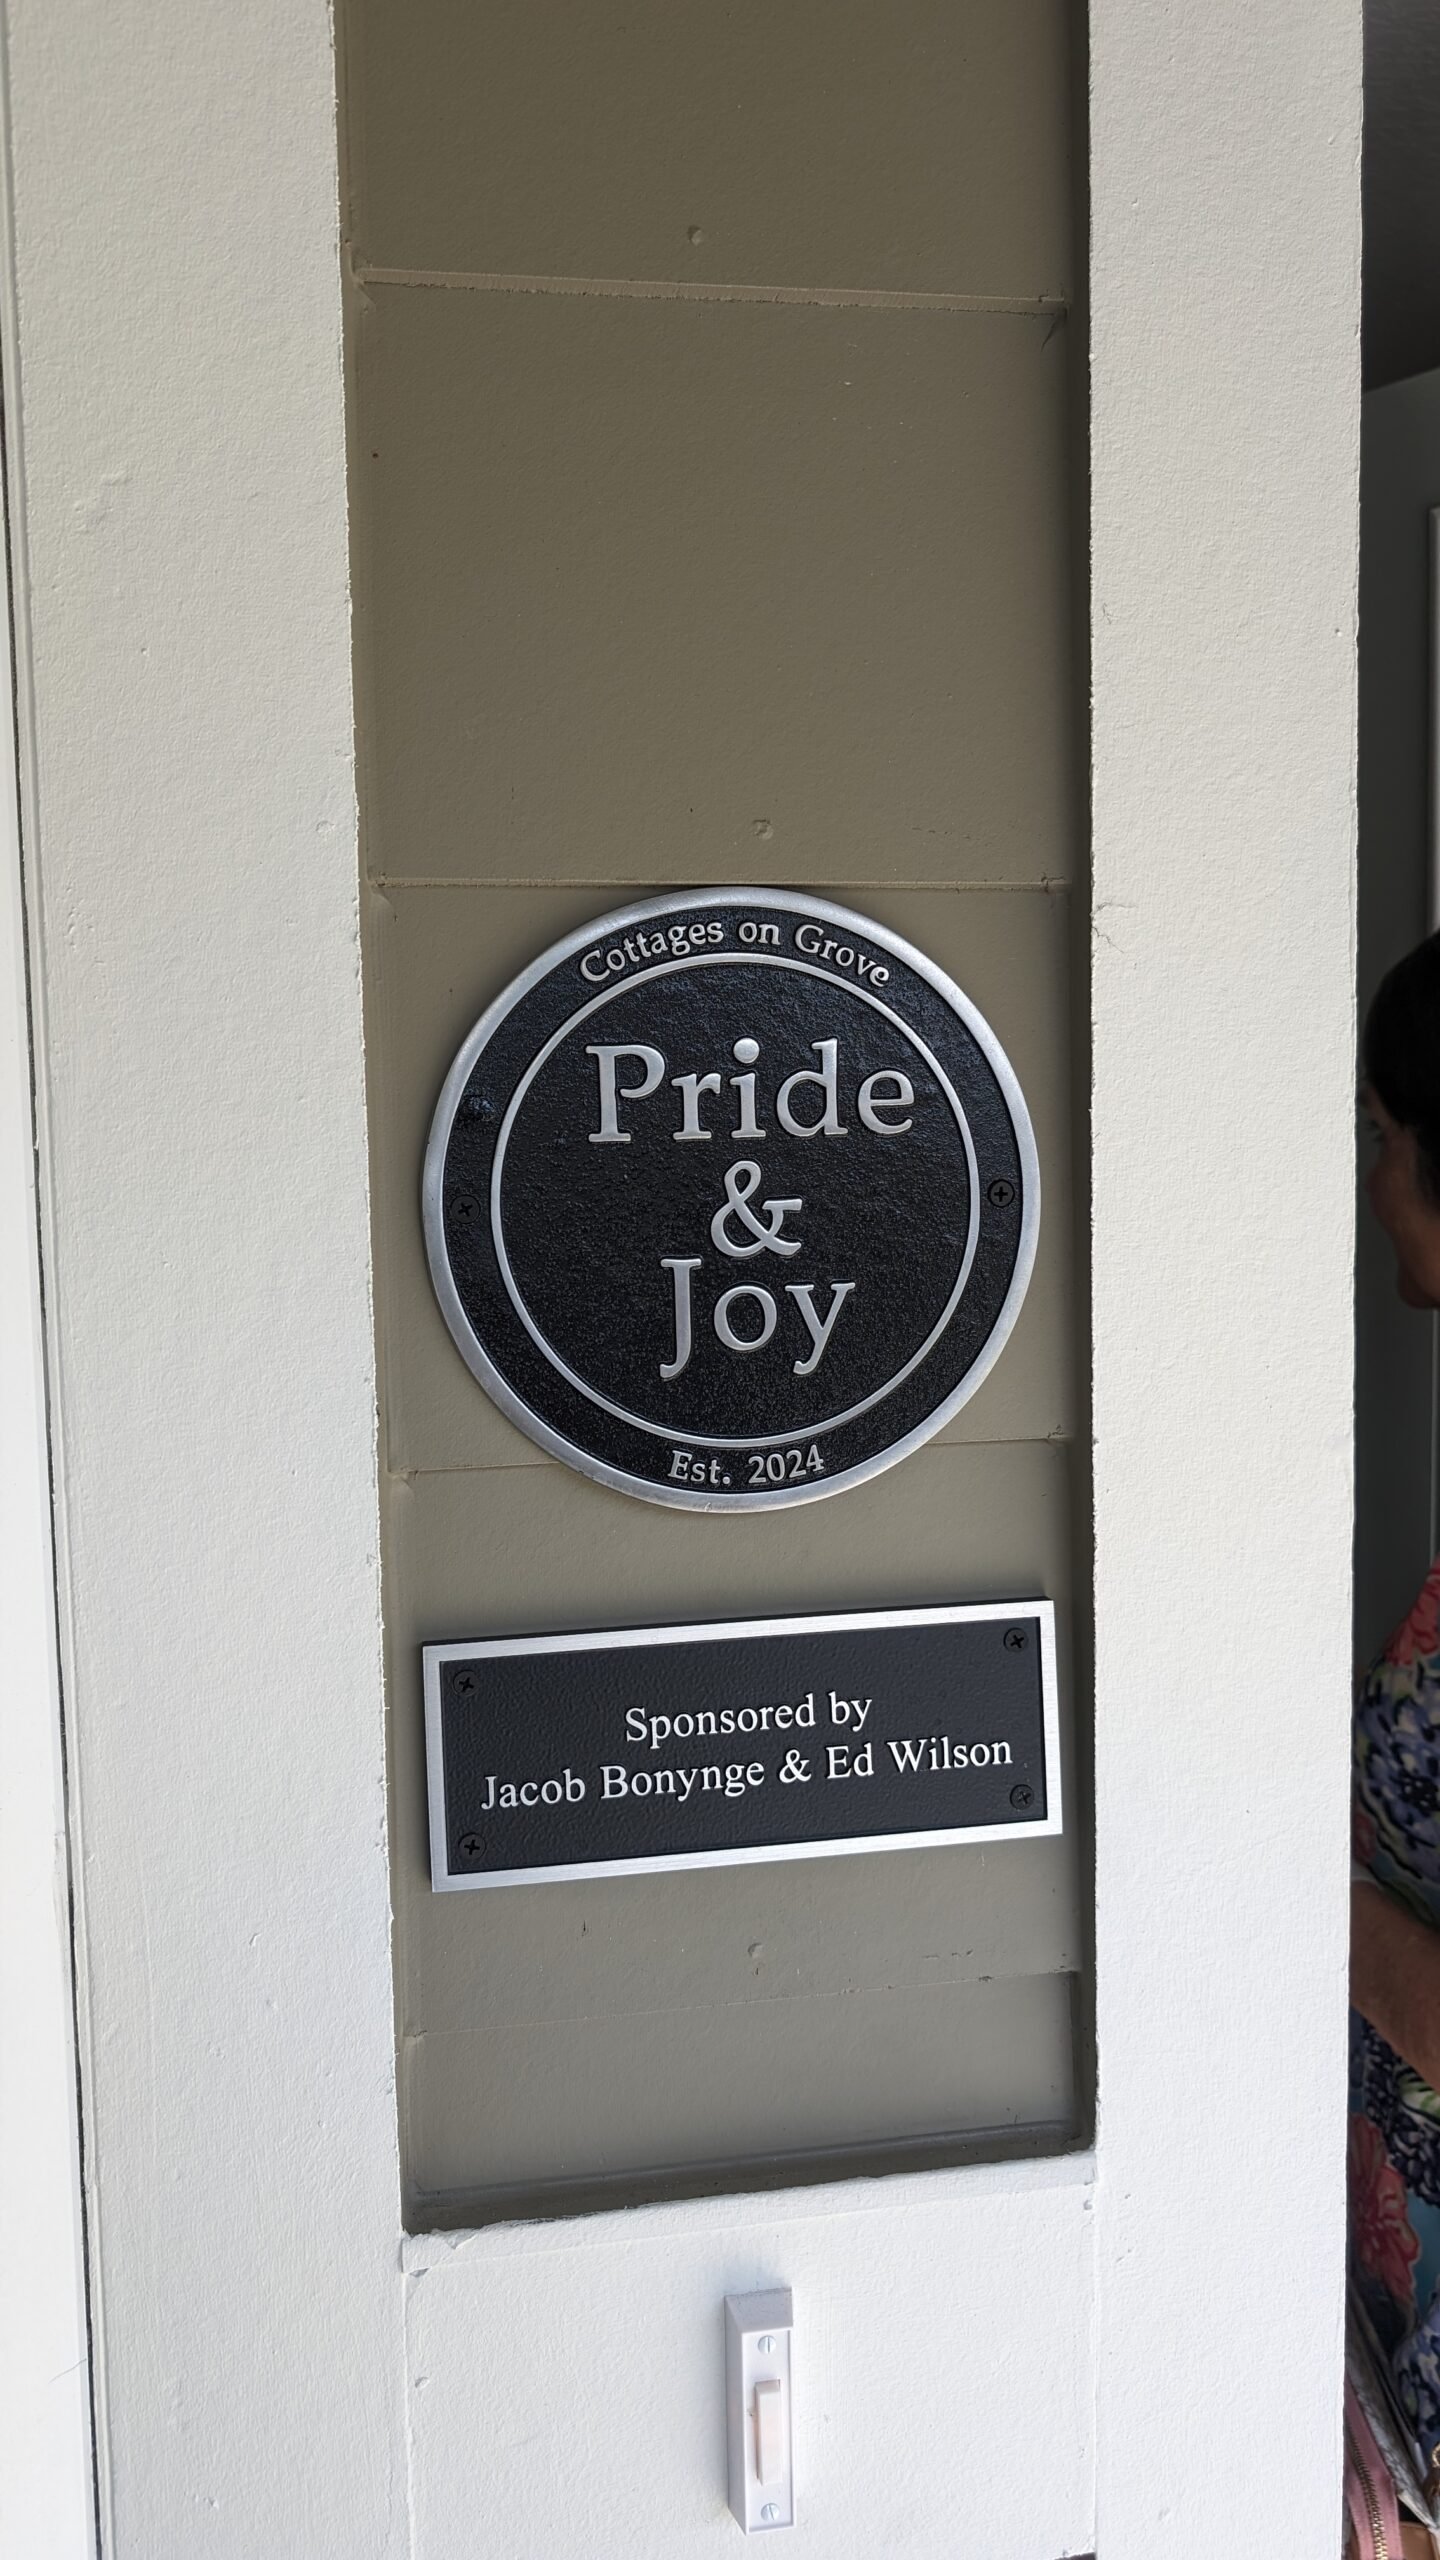 Cottages on Grove
Pride
&
Joy
Est. 2024
Sponsored by
Jacob Bonynge & Ed Wilson